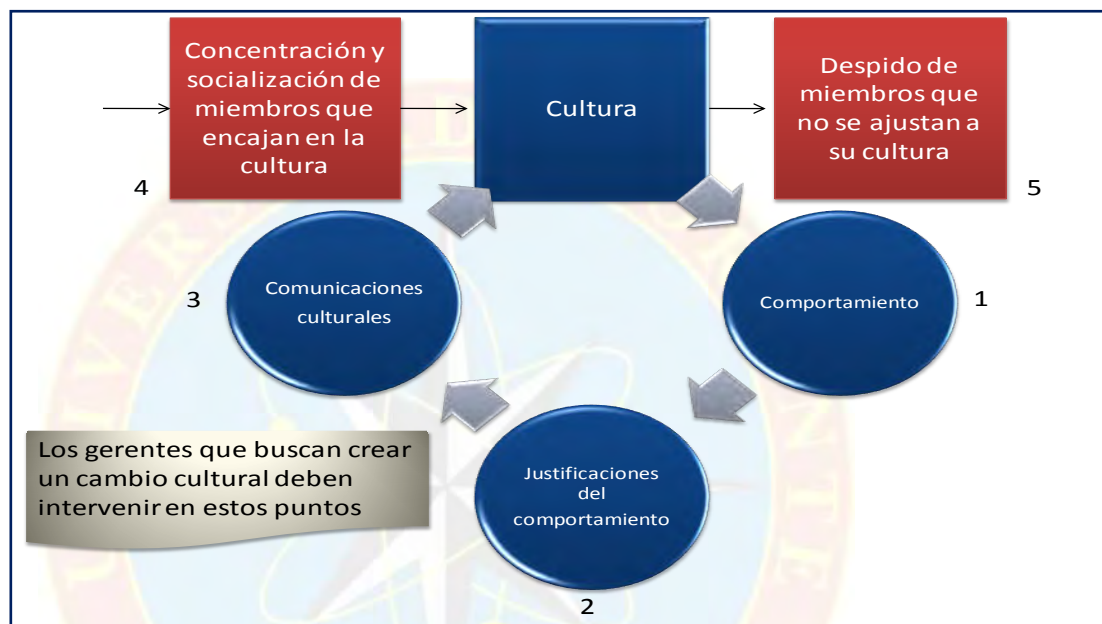 Concentración y
socialización de
miembros que
encajan en la
cultura
4
Cultura
Despido de
miembros que
no se ajustan a
su cultura
5
Comunicaciones
culturales
3
Comportamiento
1
Los gerentes que buscan crear
un cambio cultural deben
intervenir en estos puntos
Justificaciones
del
comportamiento
2